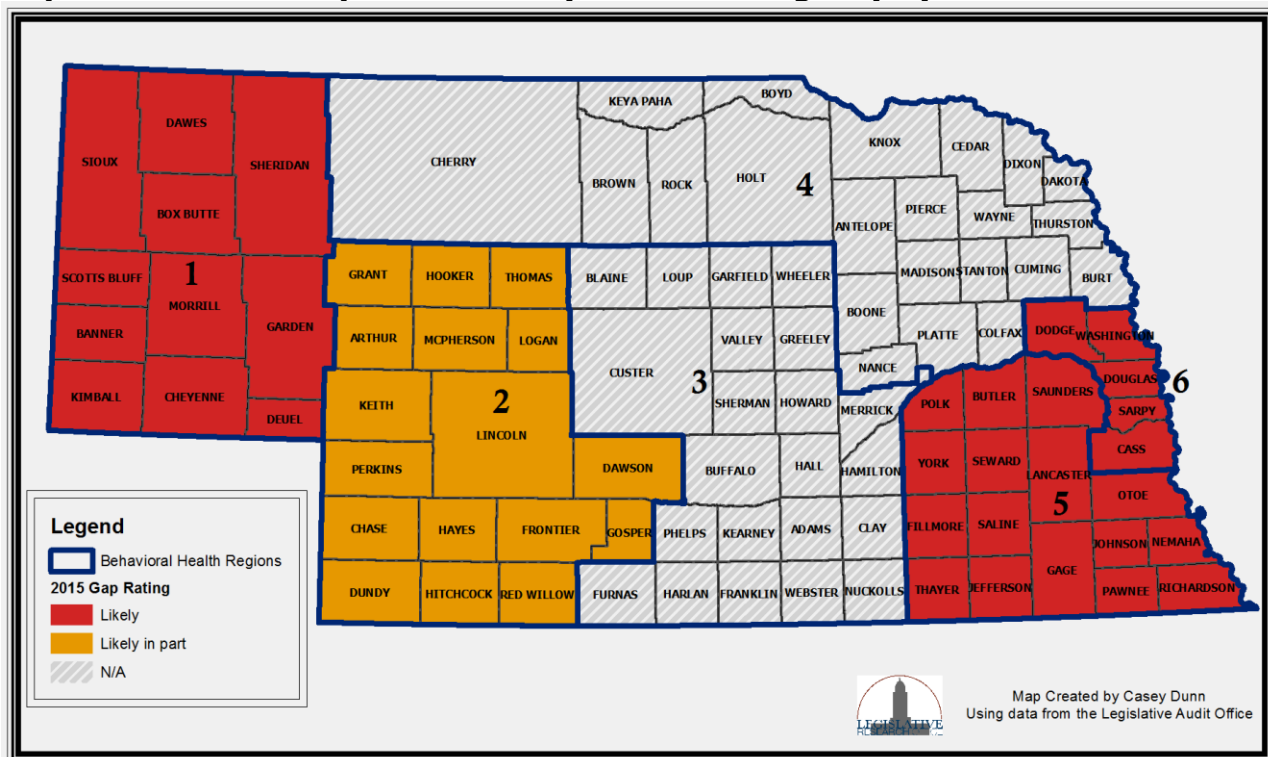 KEYA PAHA
BOYD
DAWES
SIOUX
SHERIDAN
CHERRY
KNOX
CEDAR
DIXON
DAKOTA
BROWN
ROCK
HOLT
4
BOX BUTTE
PIERCE
WAYNE
THURSTON
ANTELOPE
SCOTTS BLUFF
1
MORRILL
GRANT
HOOKER
THOMAS
BLAINE
LOUP
GARFIELD
WHEELER
MADISON
STANTON
CUMING
BURT
BANNER
GARDEN
ARTHUR
MCPHERSON
LOGAN
VALLEY
GREELEY
BOONE
PLATTE
COLFAX
DODGE
WASHINGTON
KIMBALL
CHEYENNE
DEUEL
KEITH
2
LINCOLN
CUSTER
3
SHERMAN
HOWARD
NANCE
MERRICK
POLK
BUTLER
SAUNDERS
DOUGLAS
6
SARPY
PERKINS
DAWSON
BUFFALO
HALL
HAMILTON
YORK
SEWARD
LANCASTER
CASS
5
OTOE
CHASE
HAYES
FRONTIER
GOSPER
PHELPS
KEARNEY
ADAMS
CLAY
FILLMORE
SALINE
JOHNSON
NEMAHA
DUNDY
HITCHCOCK
RED WILLOW
FURNAS
HARLAN
FRANKLIN
WEBSTER
NUCKOLLS
THAYER
JEFFERSON
GAGE
PAWNEE
RICHARDSON
Legend
Behavioral Health Regions
2015 Gap Rating
Likely
Likely in part
N/A
LEGISLATIVE
RESEARCH
Map Created by Casey Dunn
Using data from the Legislative Audit Office